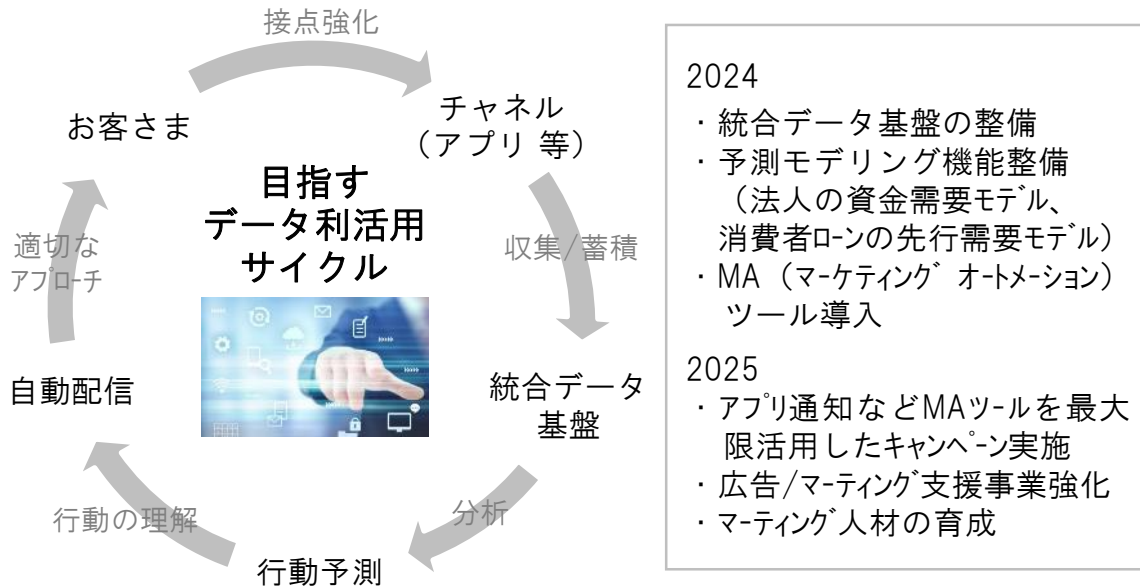 接点強化
お客さま
チャネル
（アプリ 等）
目指す
データ利活用
サイクル
適切な
アプローチ
収集/蓄積
自動配信
統合データ
基盤
行動の理解
分析
行動予測
2024
・統合データ基盤の整備
・予測モデリング機能整備
（法人の資金需要モデル、
消費者ローンの先行需要モデル）
・MA（マーケティング オートメーション）
ツール導入
2025
・アプリ通知などMAツールを最大
限活用したキャンペーン実施
・広告/マーティング支援事業強化
・マーティング人材の育成